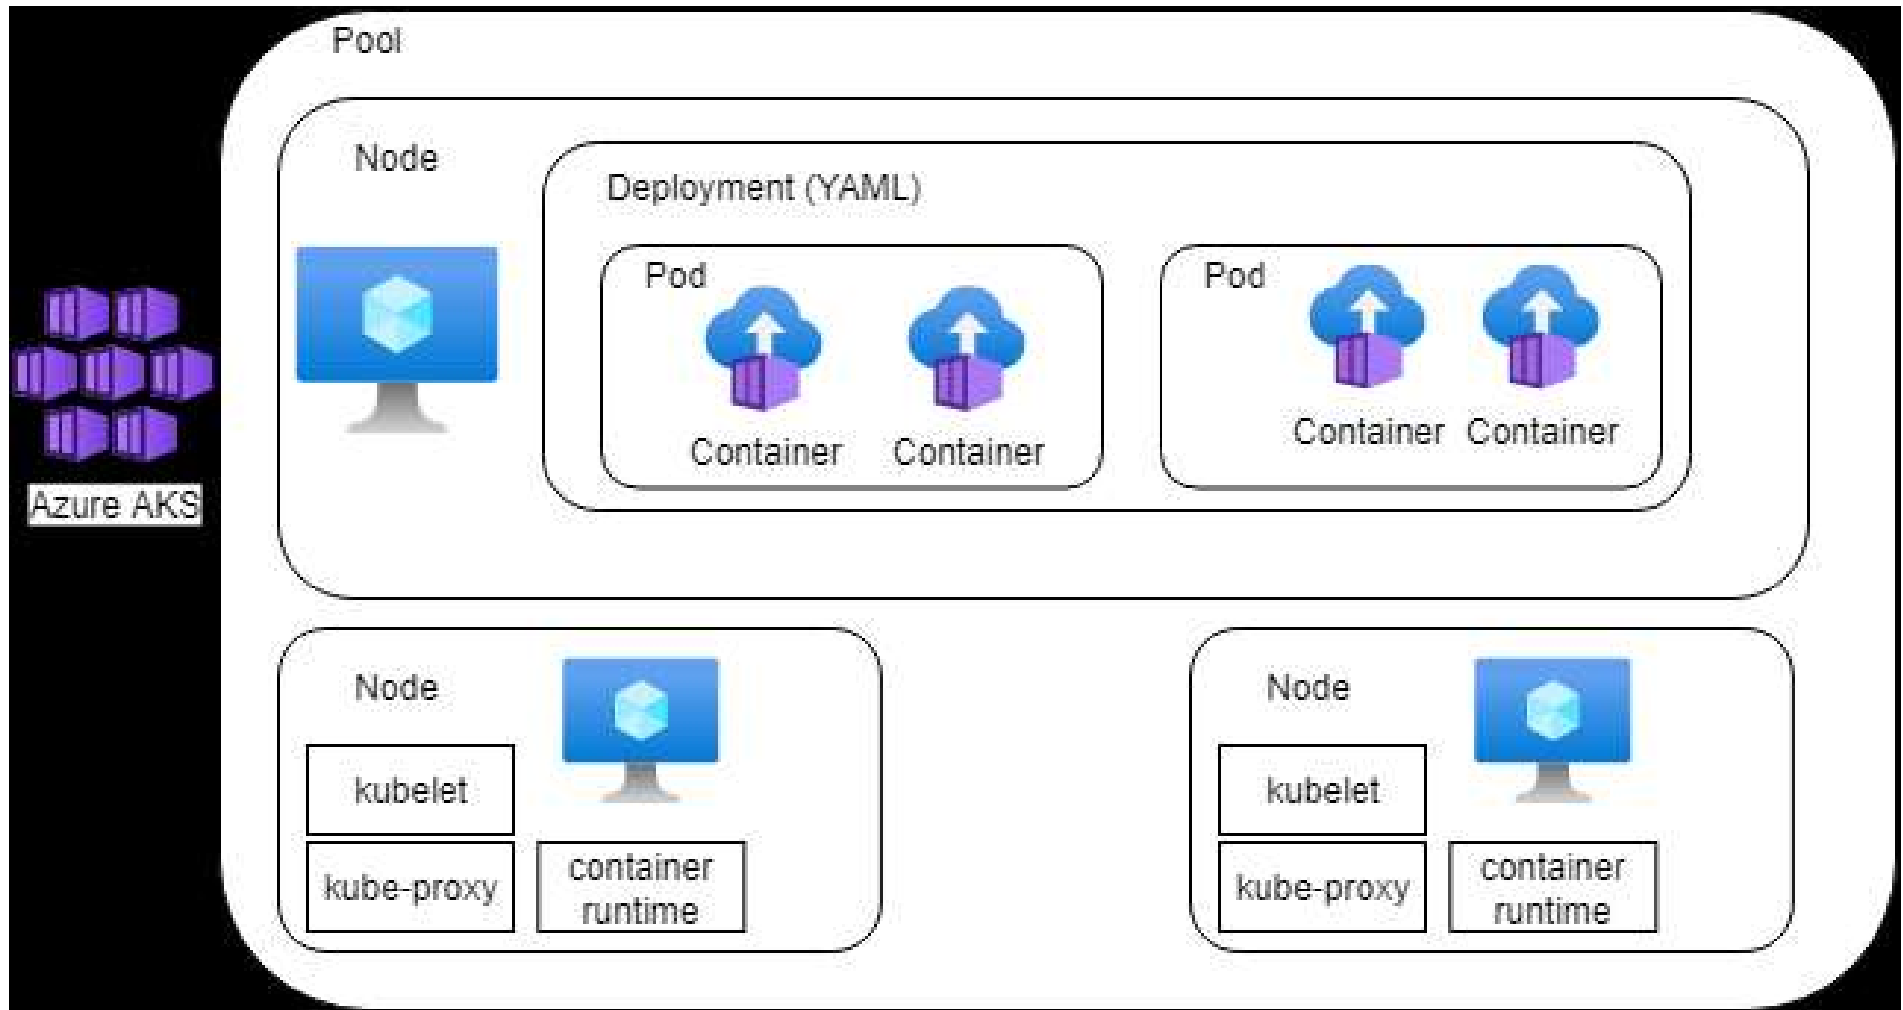 Pool
Node
Deployment (YAML)
Pod
Container
Container
Pod
Container
Container
Azure AKS
Node
kubelet
kube-proxy
container
runtime
Node
kubelet
kube-proxy
container
runtime